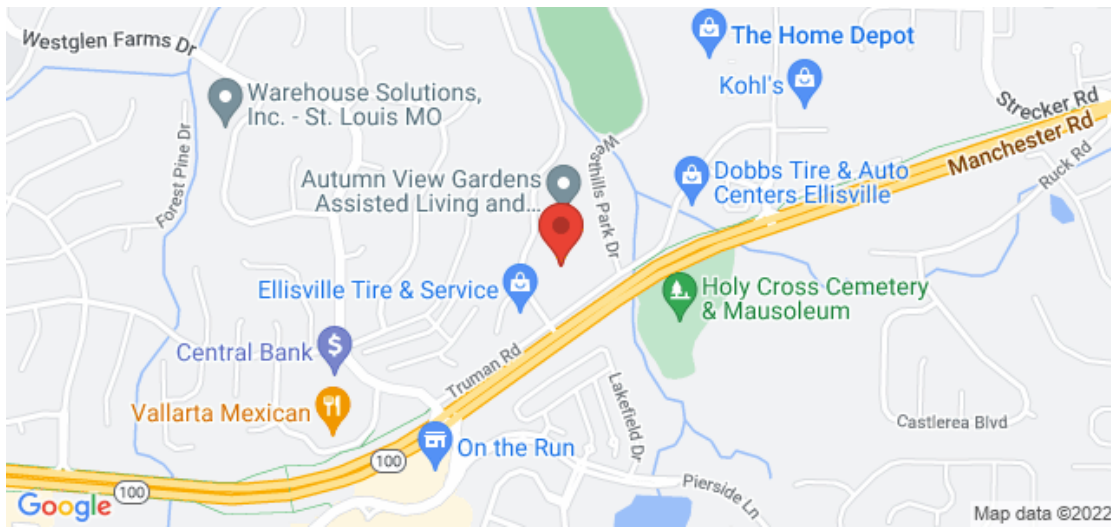 Westglen Farms Dr
The Home Depot
Kohl's
Warehouse Solutions,
Inc. - St. Louis MO
Strecker Rd
Manchester Rd
Ruck Rd
Forest Pine Dr
Westhills Park Dr
Autumn View Gardens
Assisted Living and...
Dobbs Tire & Auto
Centers Ellisville
Ellisville Tire & Service
Holy Cross Cemetery
& Mausoleum
Central Bank
Truman Rd
Vallarta Mexican
Lakefield Dr
Castlerea Blvd
On the Run
100
100
Pierside Ln
Google
Map data ©2022